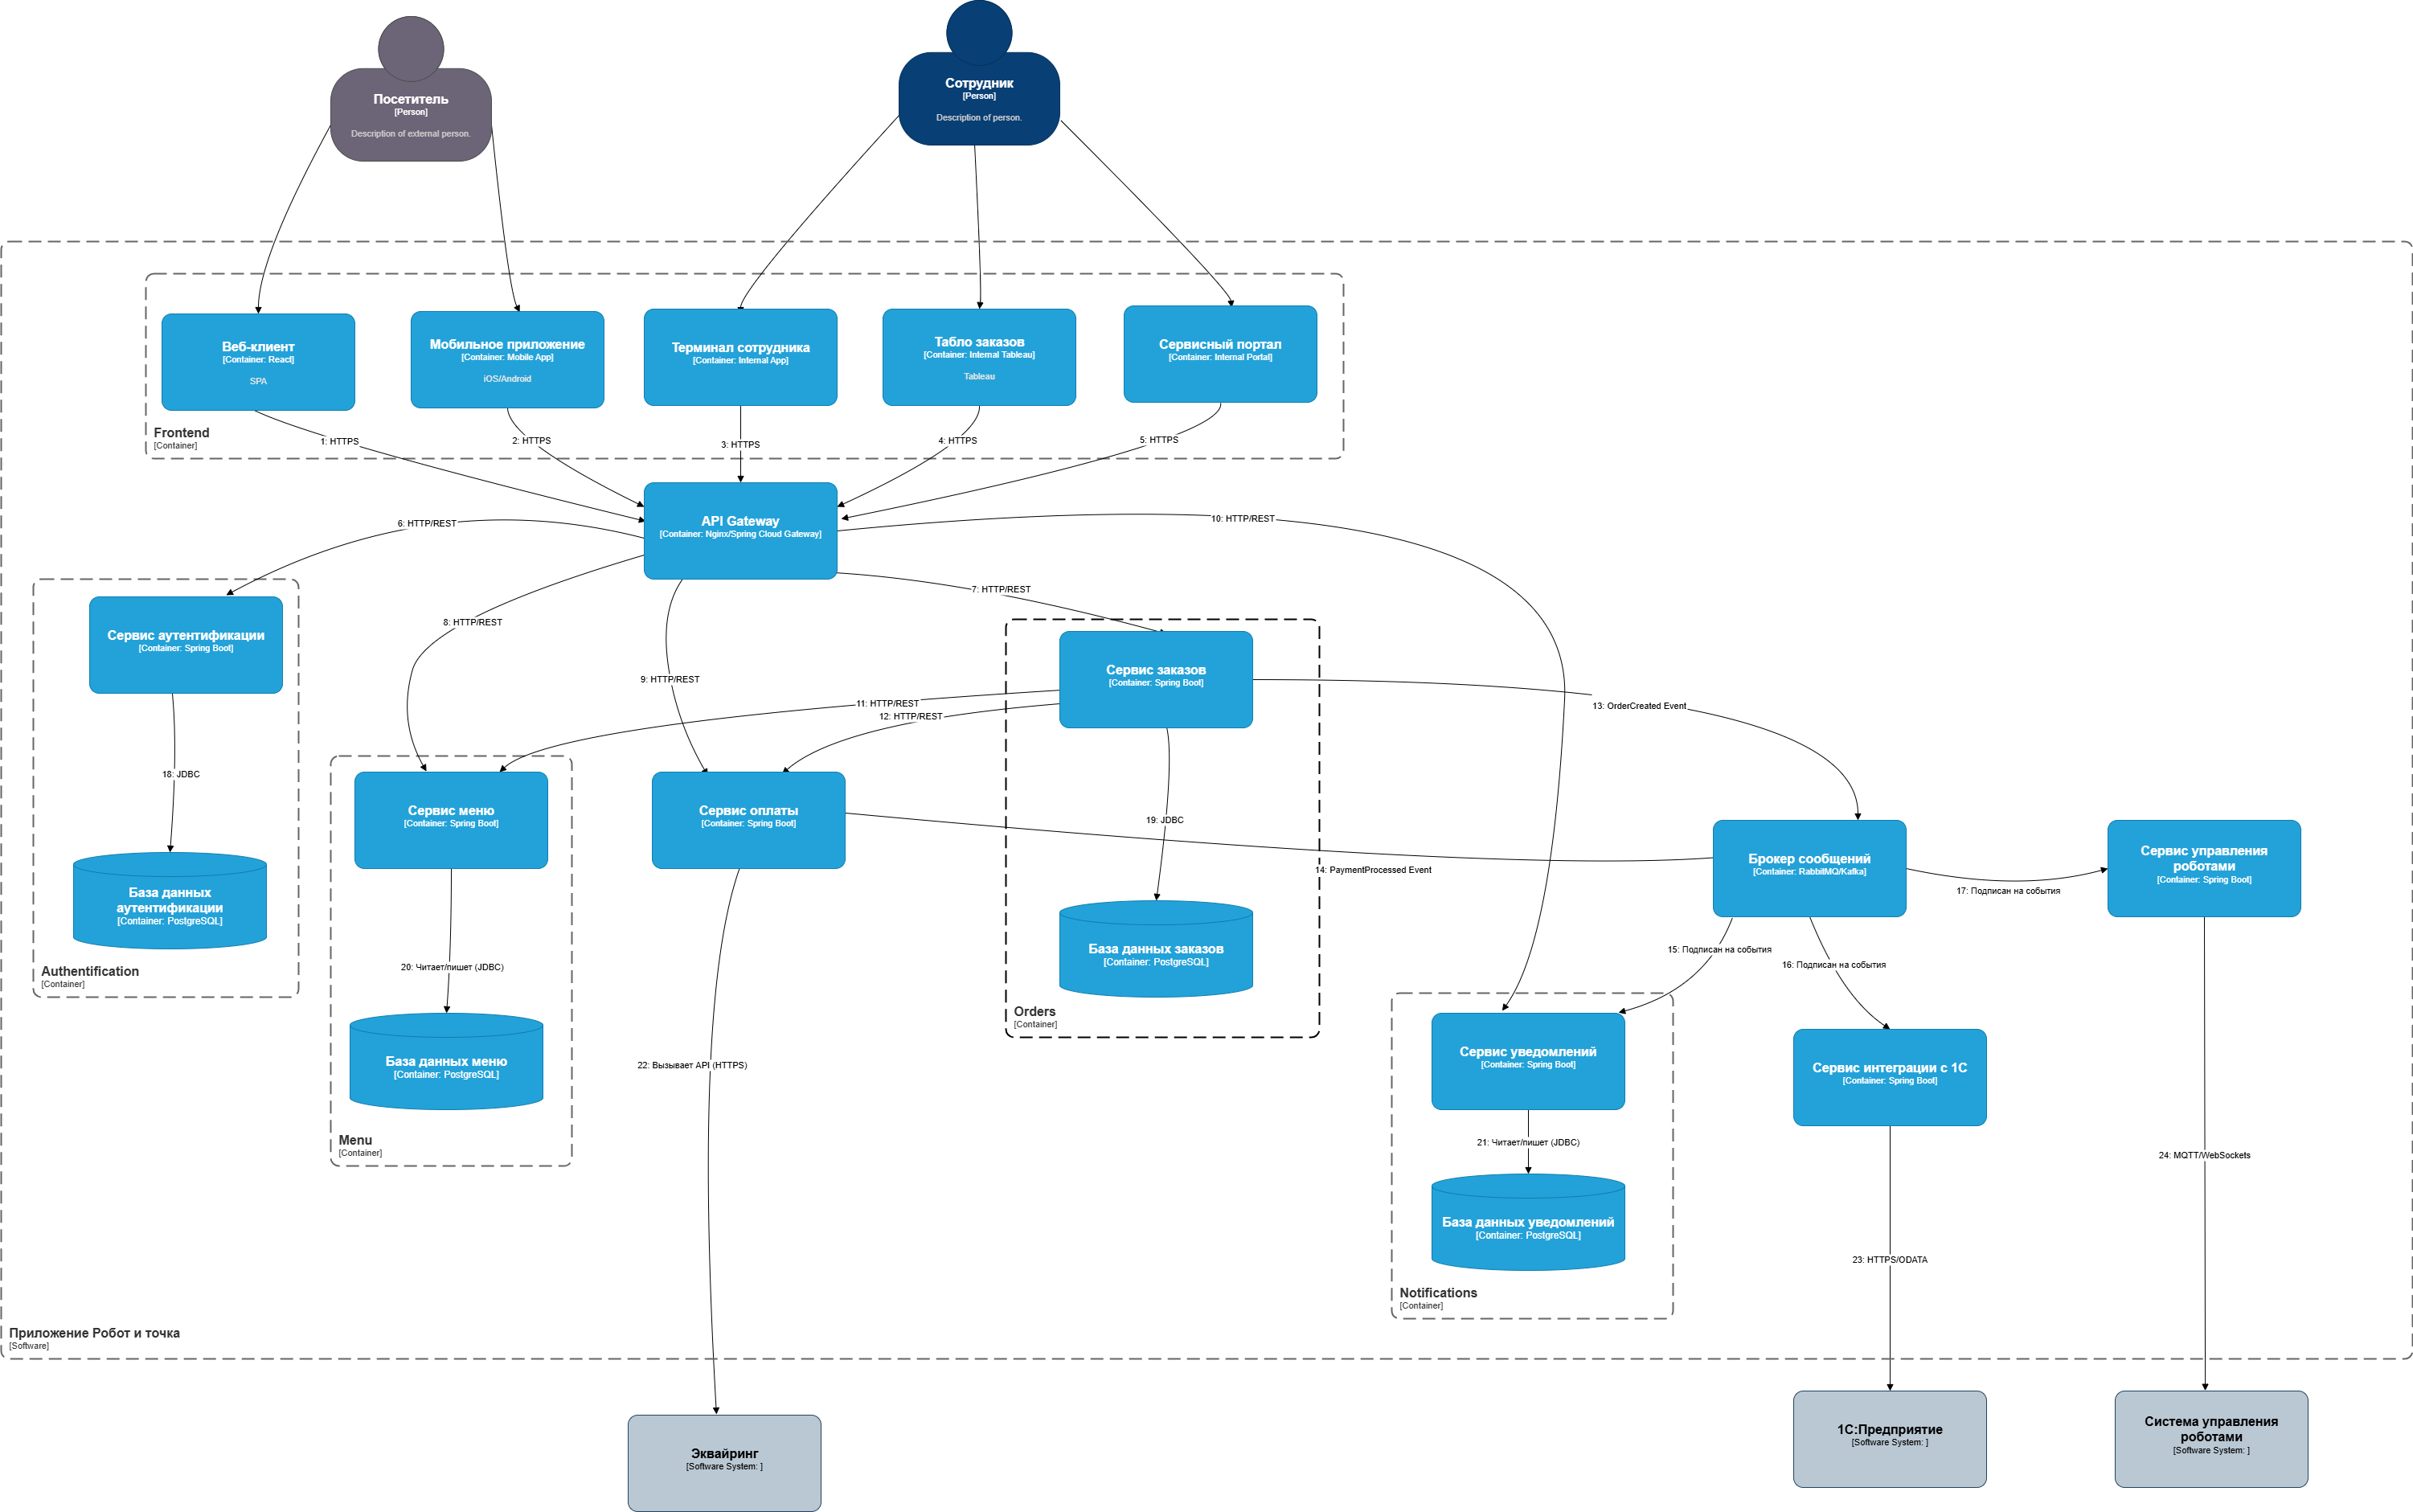 Посетитель
[Person]
Description of external person.
Сотрудник
[Person]
Description of person.
Веб-клиент
[Container: React]
SPA
Мобильное приложение
[Container: Mobile App]
iOS/Android
Терминал сотрудника
[Container: Internal App]
Табло заказов
[Container: Internal Tableau]
Tableau
Сервисный портал
[Container: Internal Portal]
Frontend
[Container]
1: HTTPS
2: HTTPS
3: HTTPS
4: HTTPS
5: HTTPS
API Gateway
[Container: Nginx/Spring Cloud Gateway]
6: HTTP/REST
10: HTTP/REST
7: HTTP/REST
8: HTTP/REST
9: HTTP/REST
Сервис аутентификации
[Container: Spring Boot]
Сервис заказов
[Container: Spring Boot]
11: HTTP/REST
12: HTTP/REST
13: OrderCreated Event
18: JDBC
Сервис меню
[Container: Spring Boot]
Сервис оплаты
[Container: Spring Boot]
19: JDBC
14: PaymentProcessed Event
Брокер сообщений
[Container: RabbitMQ/Kafka]
17: Подписан на события
Сервис управления
роботами
[Container: Spring Boot]
База данных
аутентификации
[Container: PostgreSQL]
Authentification
[Container]
База данных заказов
[Container: PostgreSQL]
Orders
[Container]
15: Подписан на события
16: Подписан на события
20: Читает/пишет (JDBC)
База данных меню
[Container: PostgreSQL]
Menu
[Container]
22: Вызывает API (HTTPS)
Сервис уведомлений
[Container: Spring Boot]
Сервис интеграции с 1С
[Container: Spring Boot]
21: Читает/пишет (JDBC)
24: MQTT/WebSockets
База данных уведомлений
[Container: PostgreSQL]
23: HTTPS/ODATA
Notifications
[Container]
Приложение Робот и точка
[Software]
Эквайринг
[Software System: ]
1С:Предприятие
[Software System: ]
Система управления
роботами
[Software System: ]